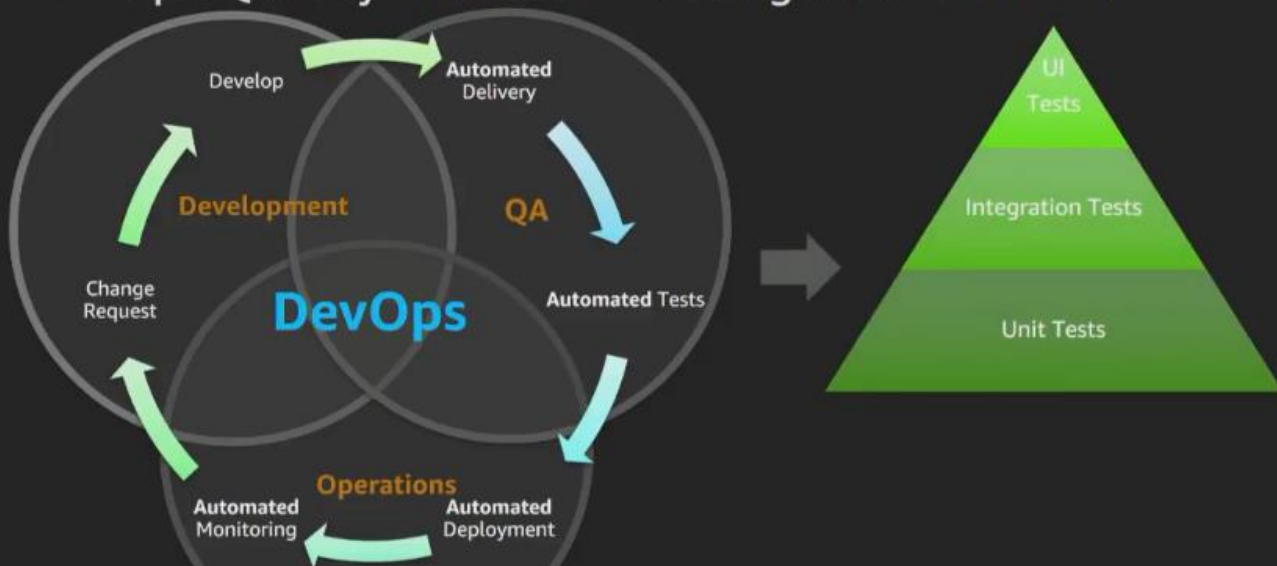 Develop
Automated
Delivery
Development
QA
Change
Request
DevOps
Automated Tests
Operations
Automated
Monitoring
Automated
Deployment
UI
Tests
Integration Tests
Unit Tests